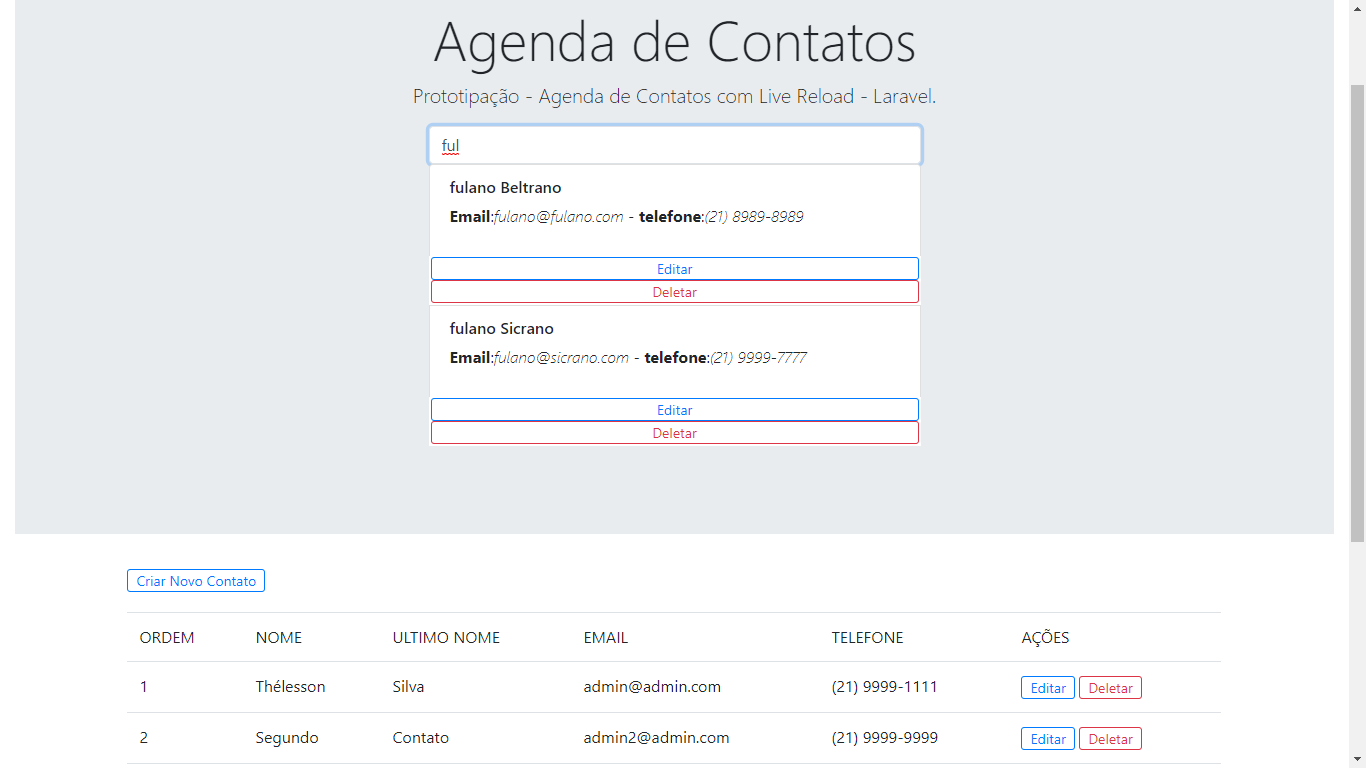 Agenda de Contatos
Prototipação - Agenda de Contatos com Live Reload - Laravel.
ful
fulano Beltrano
Email:fulano@fulano.com - telefone:(21) 8989-8989
Editar
Deletar
fulano Sicrano
Email:fulano@sicrano.com - telefone:(21) 9999-7777
Editar
Deletar
Criar Novo Contato
ORDEM NOME ULTIMO NOME EMAIL TELEFONE AÇÕES
1 Thélesson Silva admin@admin.com (21) 9999-1111 Editar Deletar
2 Segundo Contato admin2@admin.com (21) 9999-9999 Editar Deletar